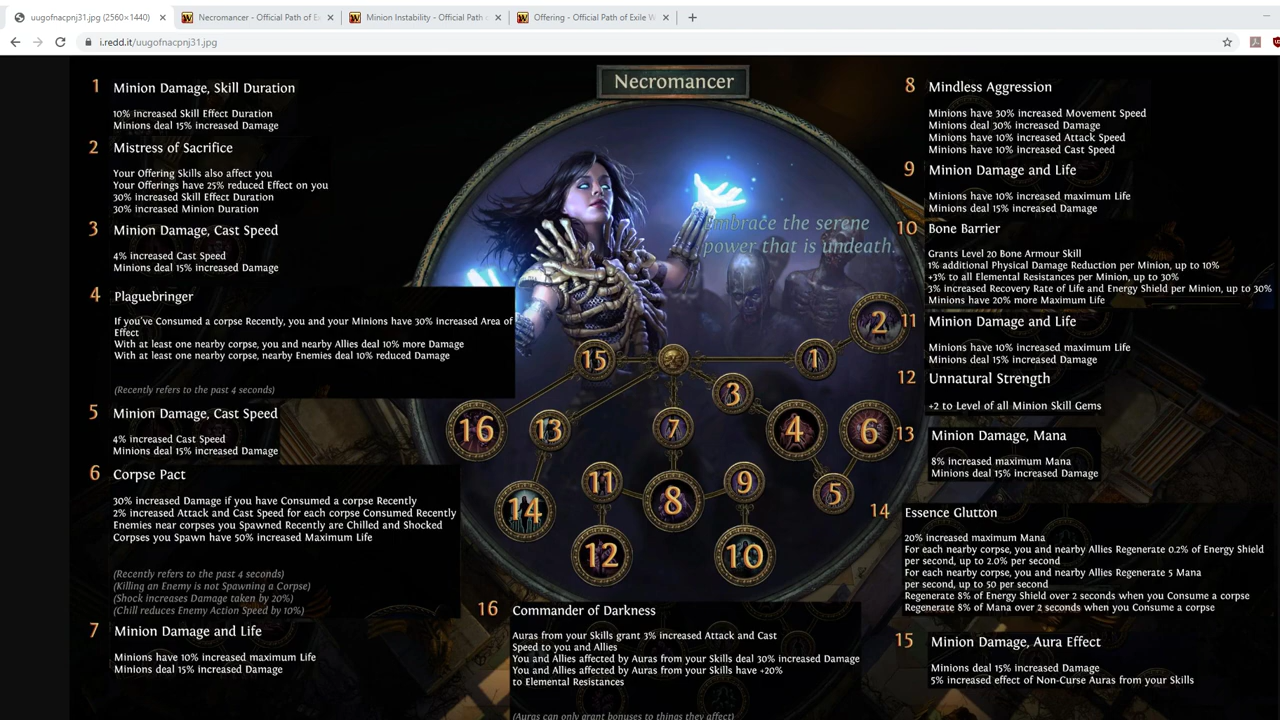 uugofnacpnj31.jpg (2560×1440)
Necromancer - Official Path of Ex
Minion Instability - Official Path o
Offering - Official Path of Exile W
i.redd.it/uugofnacpnj31.jpg
Necromancer
Embrace the serene
power that is undeath.
1 Minion Damage, Skill Duration
10% increased Skill Effect Duration
Minions deal 15% increased Damage
2 Mistress of Sacrifice
Your Offering Skills also affect you
Your Offerings have 25% reduced Effect on you
30% increased Skill Effect Duration
30% increased Minion Duration
3 Minion Damage, Cast Speed
4% increased Cast Speed
Minions deal 15% increased Damage
4 Plaguebringer
If you've Consumed a corpse Recently, you and your Minions have 30% increased Area of
Effect
With at least one nearby corpse, you and nearby Allies deal 10% more Damage
With at least one nearby corpse, nearby Enemies deal 10% reduced Damage
(Recently refers to the past 4 seconds)
5 Minion Damage, Cast Speed
4% increased Cast Speed
Minions deal 15% increased Damage
6 Corpse Pact
30% increased Damage if you have Consumed a corpse Recently
2% increased Attack and Cast Speed for each corpse Consumed Recently
Enemies near corpses you Spawned Recently are Chilled and Shocked
Corpses you Spawn have 50% increased Maximum Life
(Recently refers to the past 4 seconds)
(Killing an Enemy is not Spawning a Corpse)
(Shock increases Damage taken by 20%)
(Chill reduces Enemy Action Speed by 10%)
7 Minion Damage and Life
Minions have 10% increased maximum Life
Minions deal 15% increased Damage
2
15
1
3
16
13
7
4
6
11
9
5
14
8
12
10
16 Commander of Darkness
Auras from your Skills grant 3% increased Attack and Cast
Speed to you and Allies
You and Allies affected by Auras from your Skills deal 30% increased Damage
You and Allies affected by Auras from your Skills have +20%
to Elemental Resistances
(Auras can only grant bonuses to things they affect)
8 Mindless Aggression
Minions have 30% increased Movement Speed
Minions deal 30% increased Damage
Minions have 10% increased Attack Speed
Minions have 10% increased Cast Speed
9 Minion Damage and Life
Minions have 10% increased maximum Life
Minions deal 15% increased Damage
10 Bone Barrier
Grants Level 20 Bone Armour Skill
1% additional Physical Damage Reduction per Minion, up to 10%
+3% to all Elemental Resistances per Minion, up to 30%
3% increased Recovery Rate of Life and Energy Shield per Minion, up to 30%
Minions have 20% more Maximum Life
11 Minion Damage and Life
Minions have 10% increased maximum Life
Minions deal 15% increased Damage
12 Unnatural Strength
+2 to Level of all Minion Skill Gems
13 Minion Damage, Mana
8% increased maximum Mana
Minions deal 15% increased Damage
14 Essence Glutton
20% increased maximum Mana
For each nearby corpse, you and nearby Allies Regenerate 0.2% of Energy Shield
per second, up to 2.0% per second
For each nearby corpse, you and nearby Allies Regenerate 5 Mana
per second, up to 50 per second
Regenerate 8% of Energy Shield over 2 seconds when you Consume a corpse
Regenerate 8% of Mana over 2 seconds when you Consume a corpse
15 Minion Damage, Aura Effect
Minions deal 15% increased Damage
5% increased effect of Non-Curse Auras from your Skills